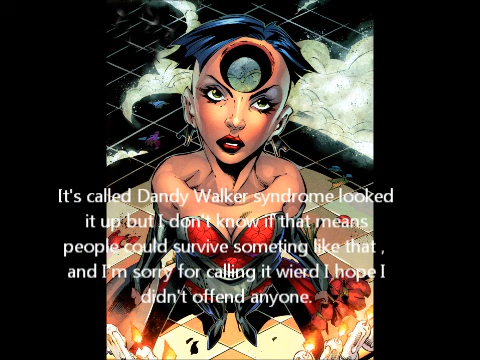 It's called Dandy Walker syndrome looked
it up but I don't know if that means
people could survive someting like that ,
and I'm sorry for calling it wierd I hope I
didn't offend anyone.